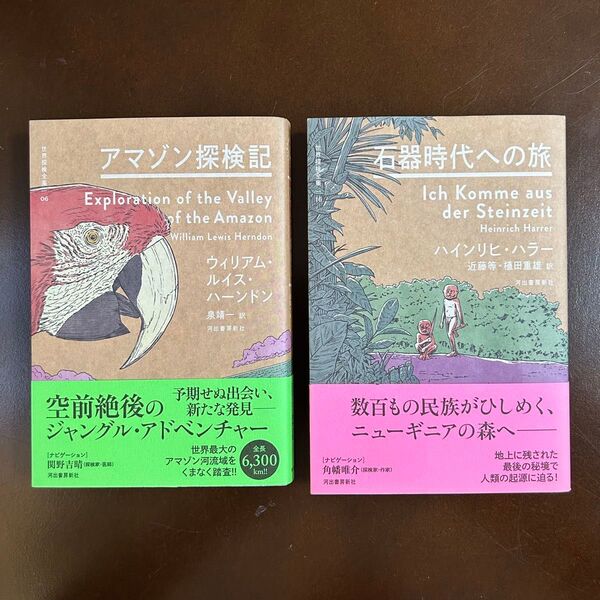 世界探検全集
06
アマゾン探検記
Exploration of the Valley
of the Amazon
William Lewis Herndon
ウィリアム・
ルイス・
ハーンドン
泉靖一 訳
河出書房新社
予期せぬ出会い、
新たな発見──
空前絶後の
ジャングル・アドベンチャー
世界最大の
アマゾン河流域を
くまなく踏査!!
全長
6,300
km!!
[ナビゲーション]
関野吉晴(探検家・医師)
河出書房新社
世界探検全集
16
石器時代への旅
Ich Komme aus
der Steinzeit
Heinrich Harrer
ハインリヒ・ハラー
近藤等・植田重雄 訳
河出書房新社
数百もの民族がひしめく、
ニューギニアの森へ──
地上に残された
最後の秘境で
人類の起源に迫る!
[ナビゲーション]
角幡唯介(探検家・作家)
河出書房新社